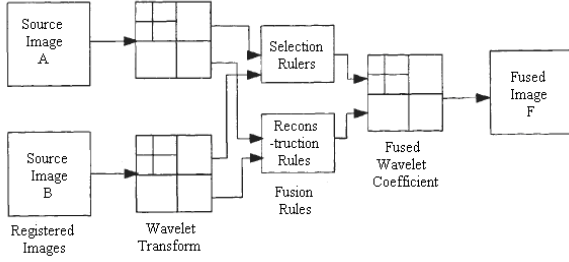 Source
Image
A
Selection
Rulers
Fused
Image
F
Source
Image
B
Recons
-truction
Rules
Fused
Wavelet
Coefficient
Fusion
Rules
Registered
Images
Wavelet
Transform